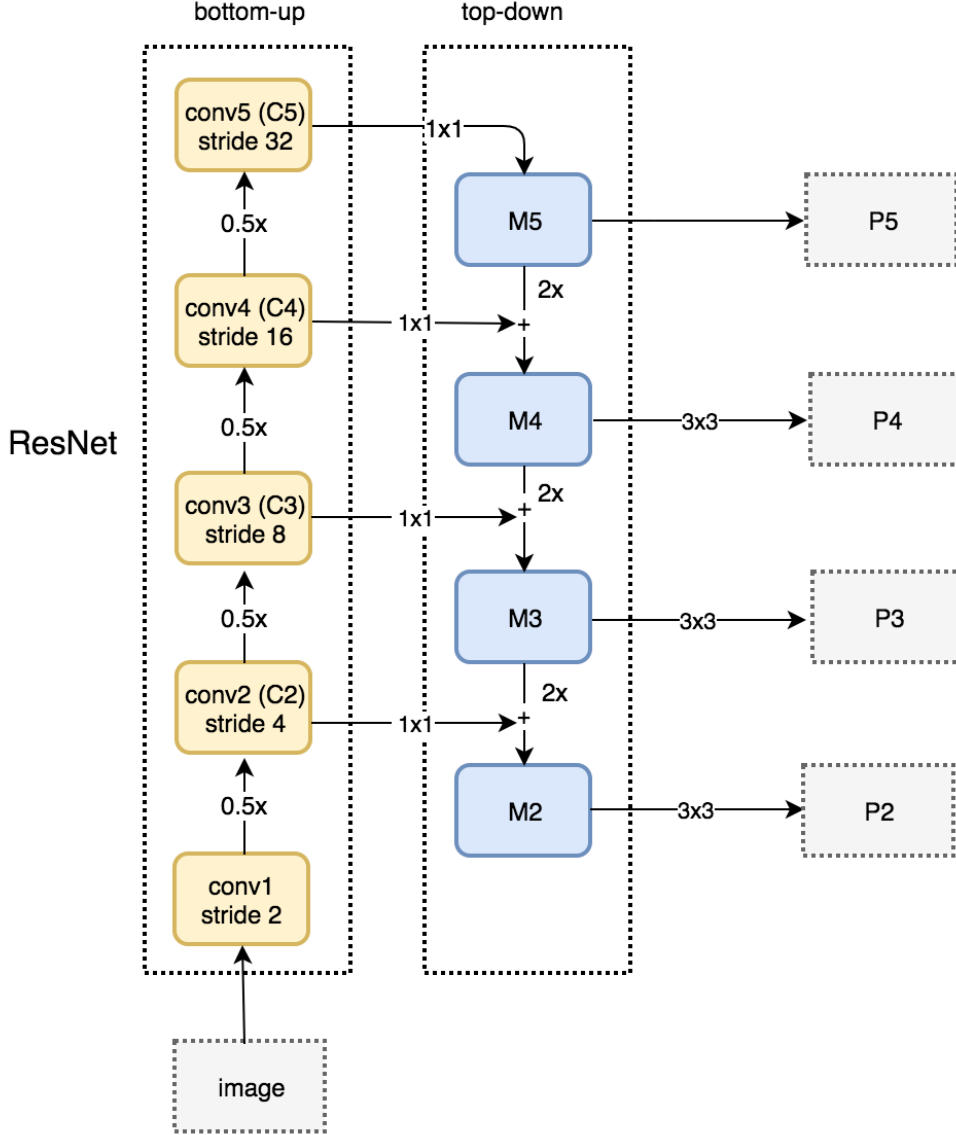 bottom-up
top-down
conv5 (C5)
stride 32
1x1
M5
P5
0.5x
2x
conv4 (C4)
stride 16
1x1
+
M4
3x3
P4
0.5x
ResNet
2x
conv3 (C3)
stride 8
1x1
+
M3
3x3
P3
0.5x
2x
conv2 (C2)
stride 4
1x1
+
M2
3x3
P2
0.5x
conv1
stride 2
image